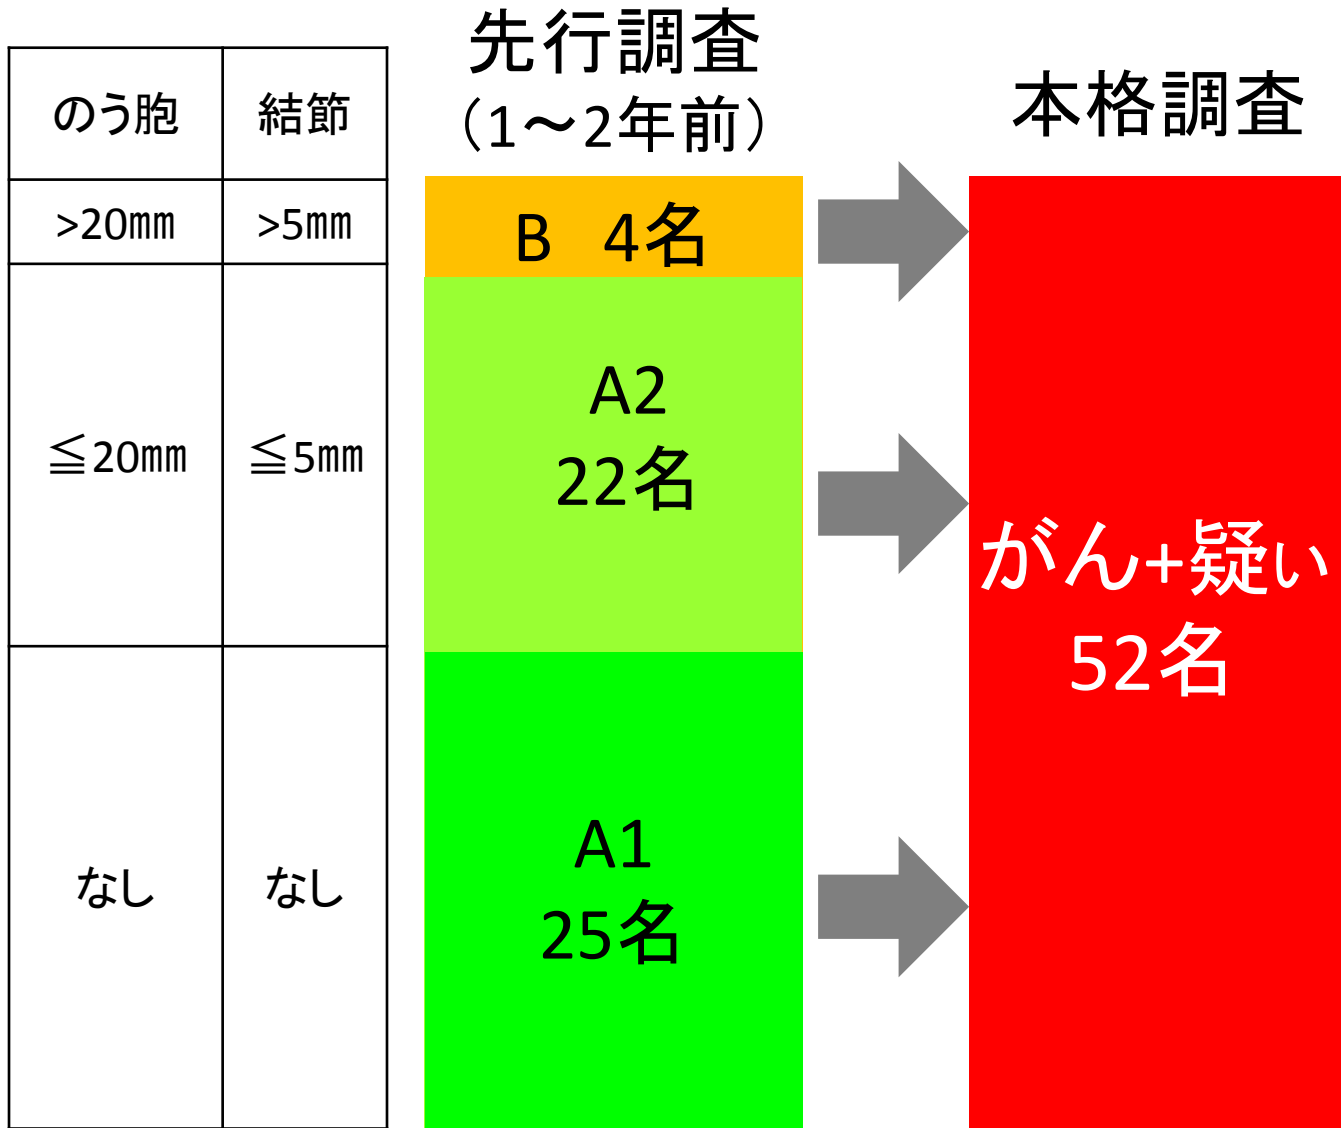 のう胞 結節
>20㎜ >5㎜
≦20㎜ ≦5㎜
なし なし
先行調査
（1～2年前）
B 4名
A2
22名
A1
25名
本格調査
がん+疑い
52名